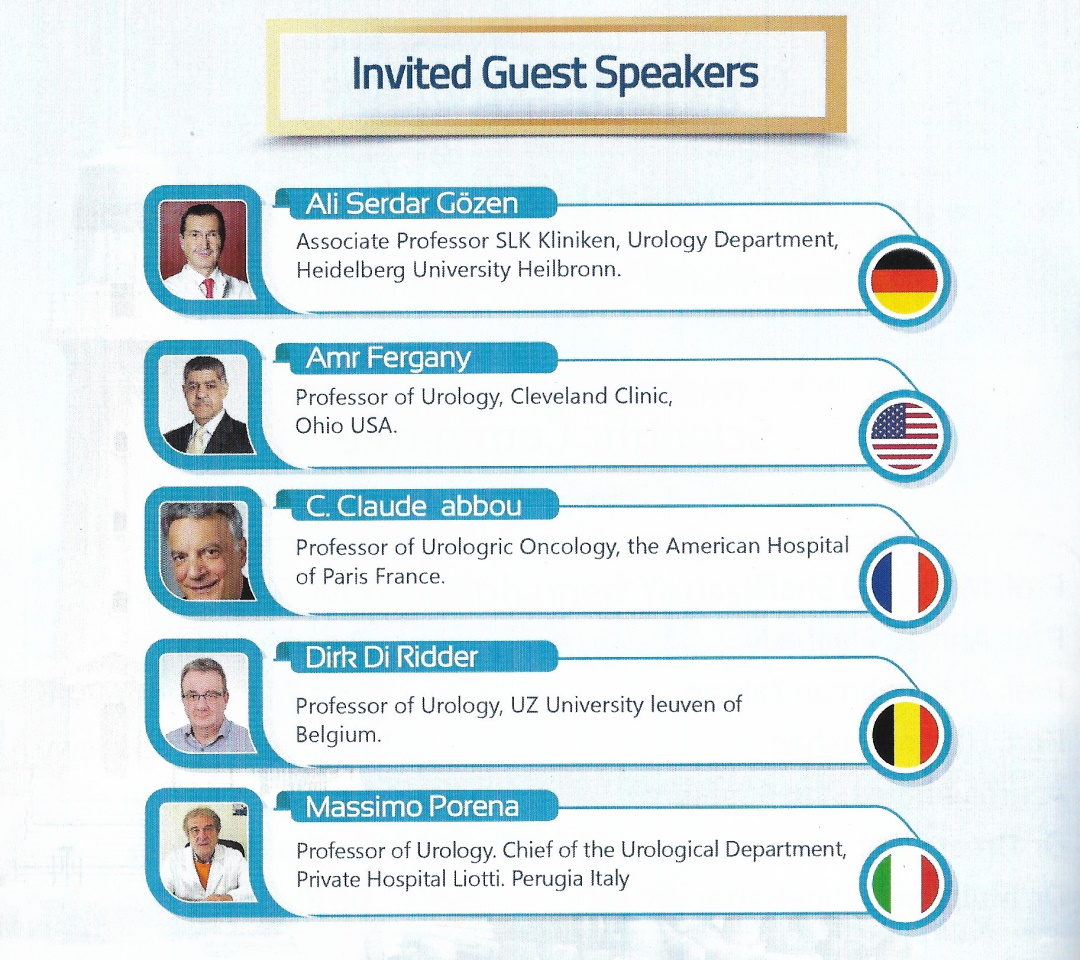 Invited Guest Speakers
Ali Serdar Gözen
Associate Professor SLK Kliniken, Urology Department,
Heidelberg University Heilbronn.
Amr Fergany
Professor of Urology, Cleveland Clinic,
Ohio USA.
C. Claude abbou
Professor of Urologric Oncology, the American Hospital
of Paris France.
Dirk Di Ridder
Professor of Urology, UZ University leuven of
Belgium.
Massimo Porena
Professor of Urology. Chief of the Urological Department,
Private Hospital Liotti. Perugia Italy